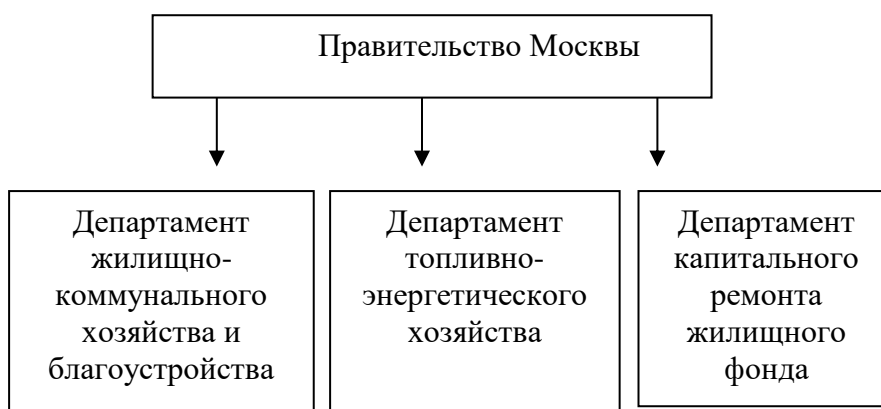 Правительство Москвы
Департамент
жилищно-
коммунального
хозяйства и
благоустройства
Департамент
топливно-
энергетического
хозяйства
Департамент
капитального
ремонта
жилищного
фонда